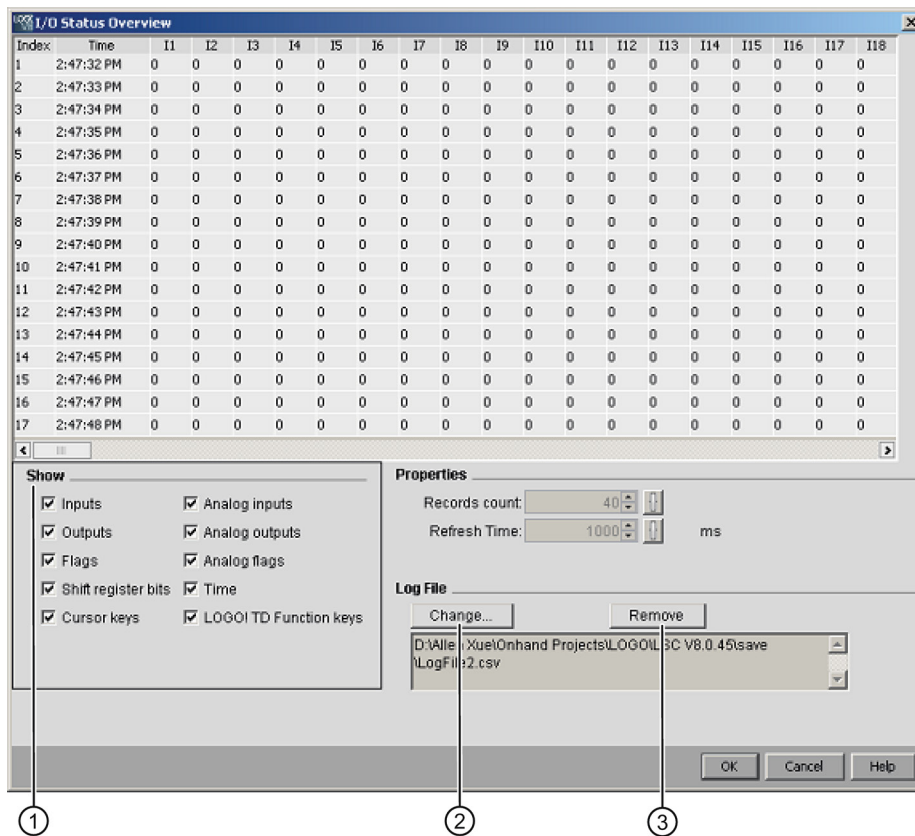 I/O Status Overview
Index Time I1 I2 I3 I4 I5 I6 I7 I8 I9 I10 I11 I12 I13 I14 I15 I16 I17 I18
1 2:47:32 PM 0 0 0 0 0 0 0 0 0 0 0 0 0 0 0 0 0 0
2 2:47:33 PM 0 0 0 0 0 0 0 0 0 0 0 0 0 0 0 0 0 0
3 2:47:34 PM 0 0 0 0 0 0 0 0 0 0 0 0 0 0 0 0 0 0
4 2:47:35 PM 0 0 0 0 0 0 0 0 0 0 0 0 0 0 0 0 0 0
5 2:47:36 PM 0 0 0 0 0 0 0 0 0 0 0 0 0 0 0 0 0 0
6 2:47:37 PM 0 0 0 0 0 0 0 0 0 0 0 0 0 0 0 0 0 0
7 2:47:38 PM 0 0 0 0 0 0 0 0 0 0 0 0 0 0 0 0 0 0
8 2:47:39 PM 0 0 0 0 0 0 0 0 0 0 0 0 0 0 0 0 0 0
9 2:47:40 PM 0 0 0 0 0 0 0 0 0 0 0 0 0 0 0 0 0 0
10 2:47:41 PM 0 0 0 0 0 0 0 0 0 0 0 0 0 0 0 0 0 0
11 2:47:42 PM 0 0 0 0 0 0 0 0 0 0 0 0 0 0 0 0 0 0
12 2:47:43 PM 0 0 0 0 0 0 0 0 0 0 0 0 0 0 0 0 0 0
13 2:47:44 PM 0 0 0 0 0 0 0 0 0 0 0 0 0 0 0 0 0 0
14 2:47:45 PM 0 0 0 0 0 0 0 0 0 0 0 0 0 0 0 0 0 0
15 2:47:46 PM 0 0 0 0 0 0 0 0 0 0 0 0 0 0 0 0 0 0
16 2:47:47 PM 0 0 0 0 0 0 0 0 0 0 0 0 0 0 0 0 0 0
17 2:47:48 PM 0 0 0 0 0 0 0 0 0 0 0 0 0 0 0 0 0 0
Show
Inputs Analog inputs
Outputs Analog outputs
Flags Analog flags
Shift register bits Time
Cursor keys LOGO! TD Function keys
Properties
Records count: 40
Refresh Time: 1000 ms
Log File
Change... Remove
D:\Allen Xue\Onhand Projects\LOGO\LSC V8.0.45\save
\LogFile2.csv
OK Cancel Help
1 2 3